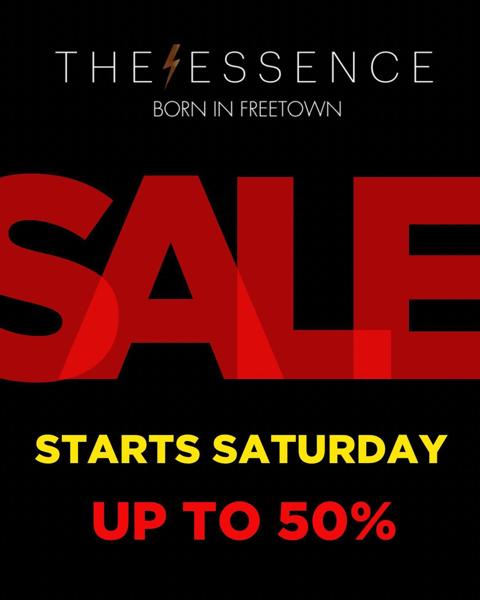 THE ESSENCE
BORN IN FREETOWN
SALE
STARTS SATURDAY
UP TO 50%